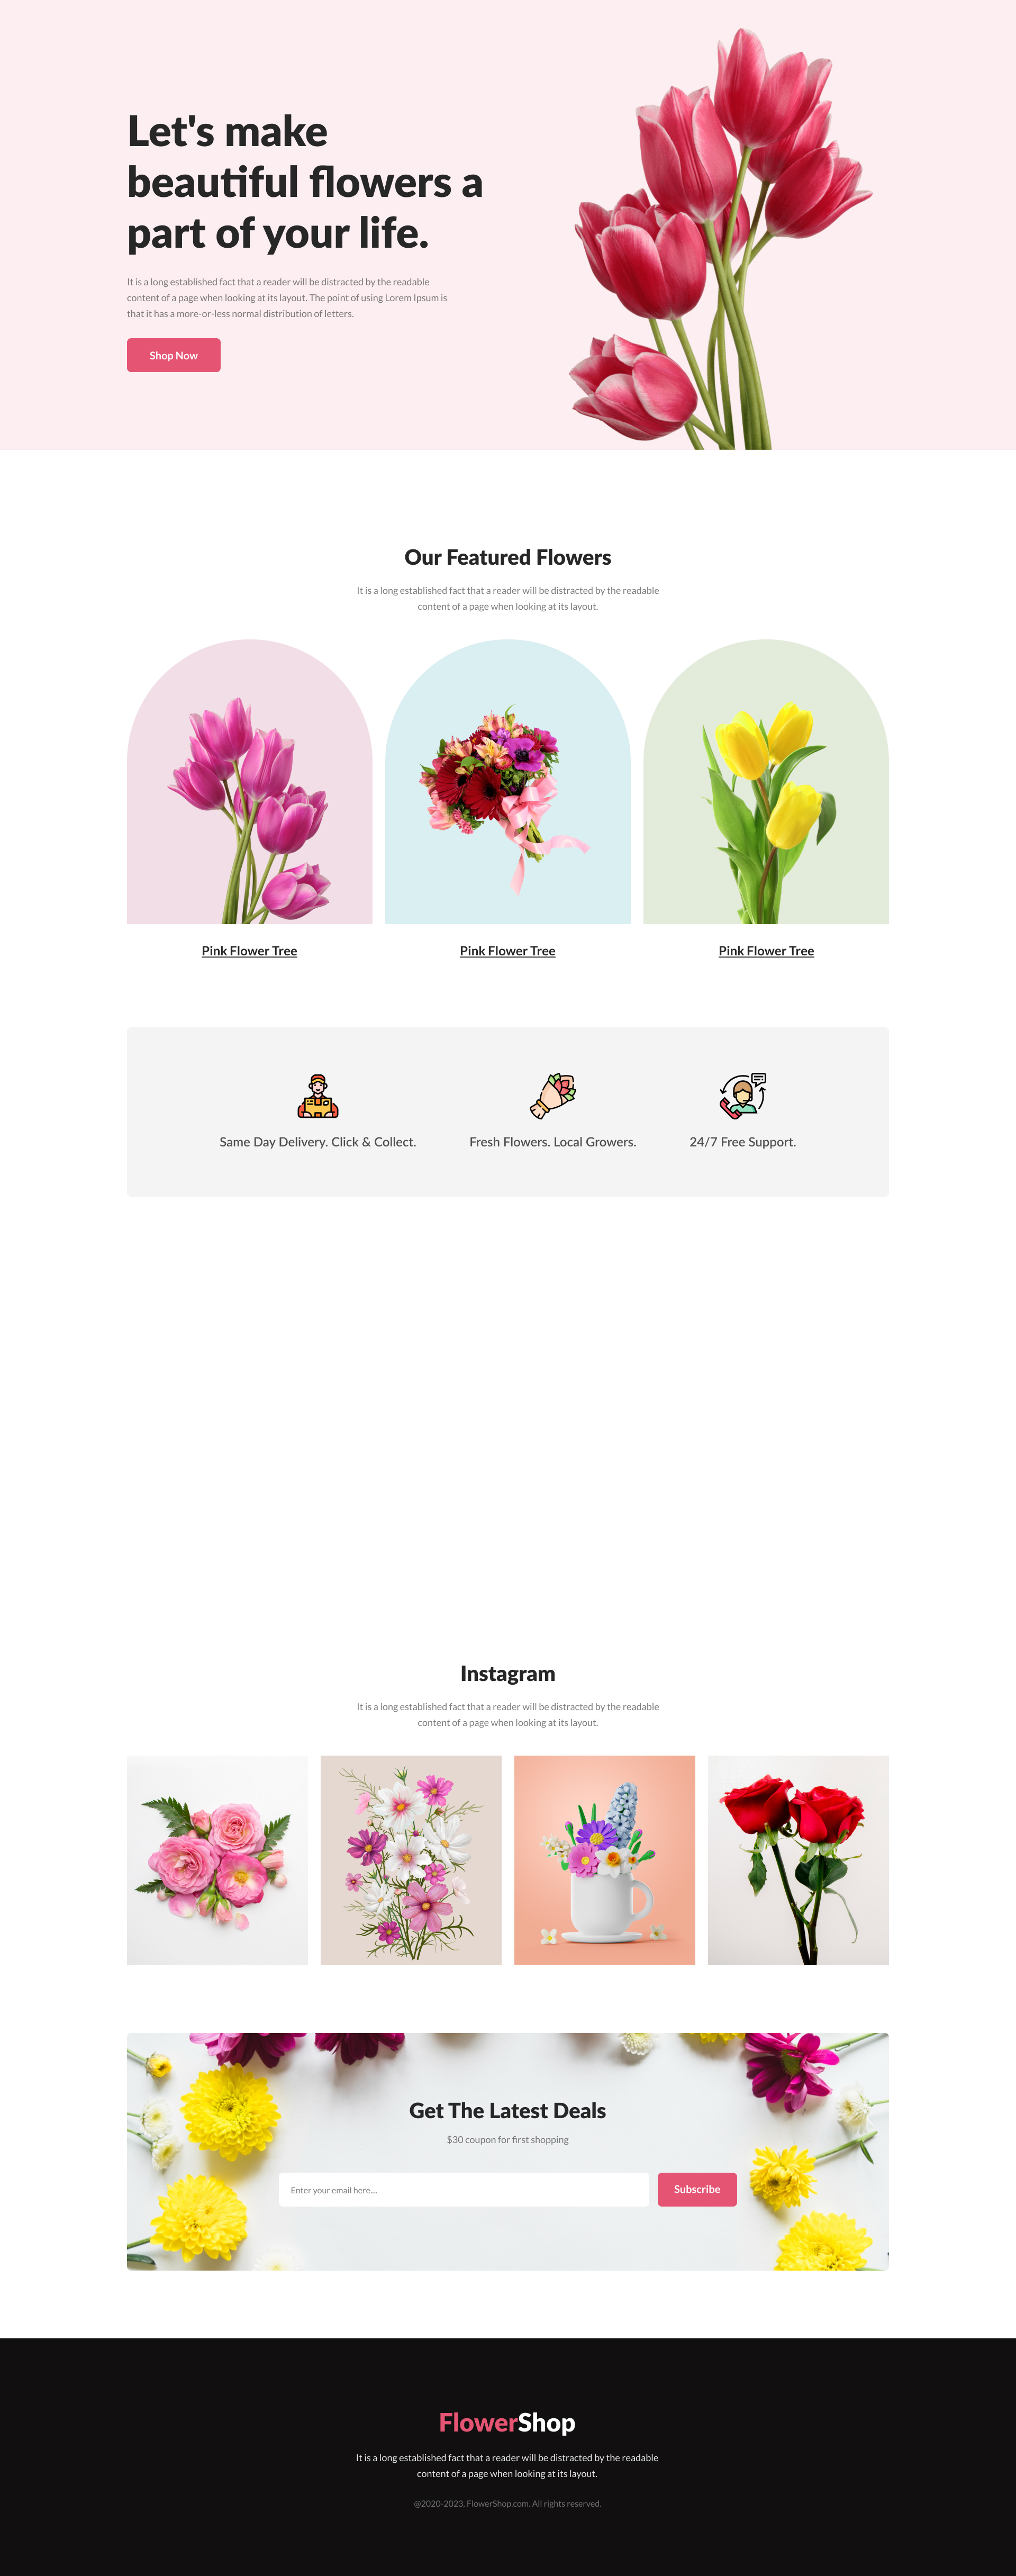 Let's make
beautiful flowers a
part of your life.
It is a long established fact that a reader will be distracted by the readable
content of a page when looking at its layout. The point of using Lorem Ipsum is
that it has a more-or-less normal distribution of letters.
Shop Now
Our Featured Flowers
It is a long established fact that a reader will be distracted by the readable
content of a page when looking at its layout.
Pink Flower Tree
Pink Flower Tree
Pink Flower Tree
Same Day Delivery. Click & Collect.
Fresh Flowers. Local Growers.
24/7 Free Support.
Instagram
It is a long established fact that a reader will be distracted by the readable
content of a page when looking at its layout.
Get The Latest Deals
$30 coupon for first shopping
Enter your email here....
Subscribe
FlowerShop
It is a long established fact that a reader will be distracted by the readable
content of a page when looking at its layout.
@2020-2023, FlowerShop.com. All rights reserved.